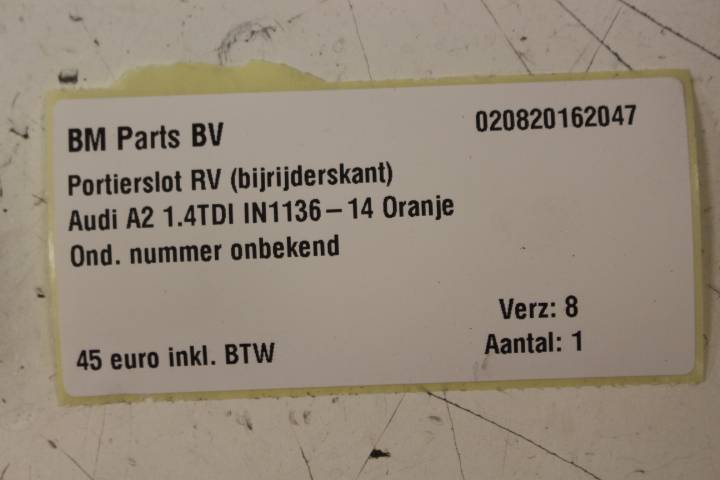 BM Parts BV
020820162047
Portierslot RV (bijrijderskant)
Audi A2 1.4TDI IN1136–14 Oranje
Ond. nummer onbekend
Verz: 8
45 euro inkl. BTW
Aantal: 1